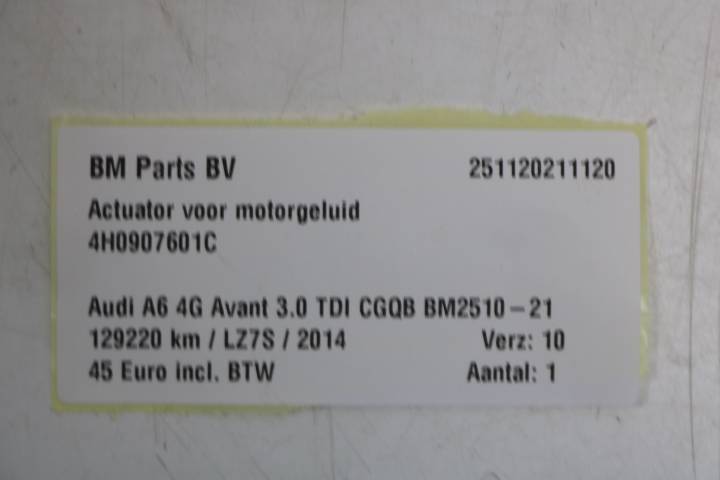 BM Parts BV 251120211120
Actuator voor motorgeluid
4H0907601C
Audi A6 4G Avant 3.0 TDI CGQB BM2510-21
129220 km / LZ7S / 2014 Verz: 10
45 Euro incl. BTW Aantal: 1